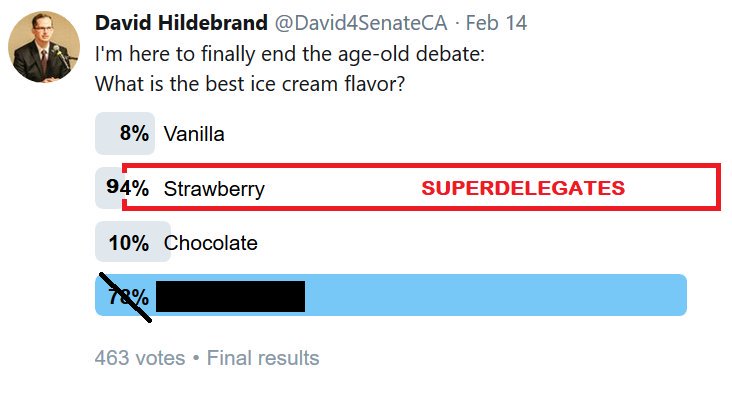 David Hildebrand @David4SenateCA · Feb 14
I'm here to finally end the age-old debate:
What is the best ice cream flavor?
8% Vanilla
94% Strawberry SUPERDELEGATES
10% Chocolate
78%
463 votes • Final results